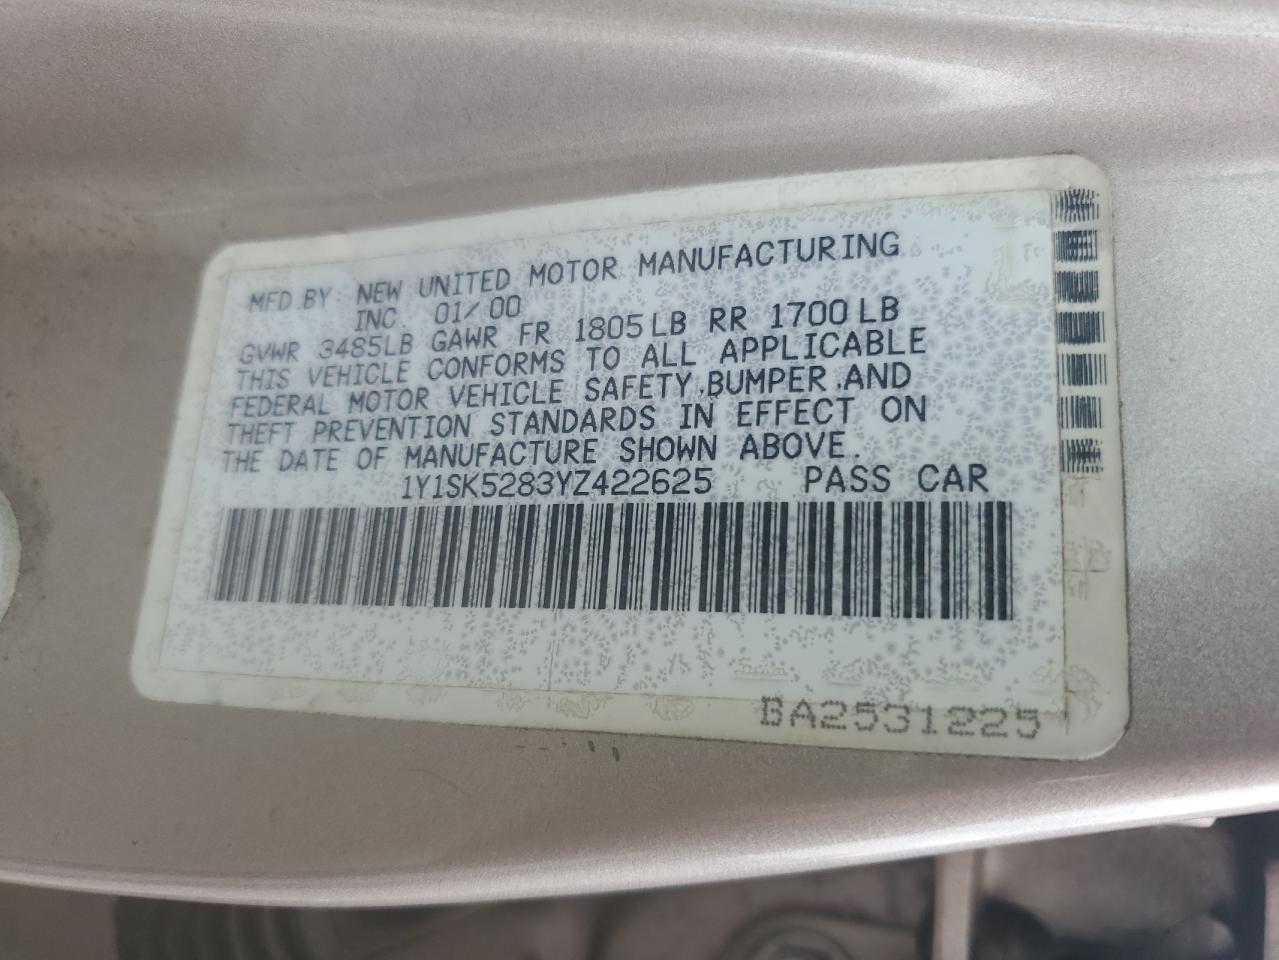 MFD.BY: NEW UNITED MOTOR MANUFACTURING
INC. 01/00
GVWR 3485LB GAWR FR 1805LB RR 1700LB
THIS VEHICLE CONFORMS TO ALL APPLICABLE
FEDERAL MOTOR VEHICLE SAFETY,BUMPER,AND
THEFT PREVENTION STANDARDS IN EFFECT ON
THE DATE OF MANUFACTURE SHOWN ABOVE.
1Y1SK5283YZ422625 PASS CAR
BA2531225